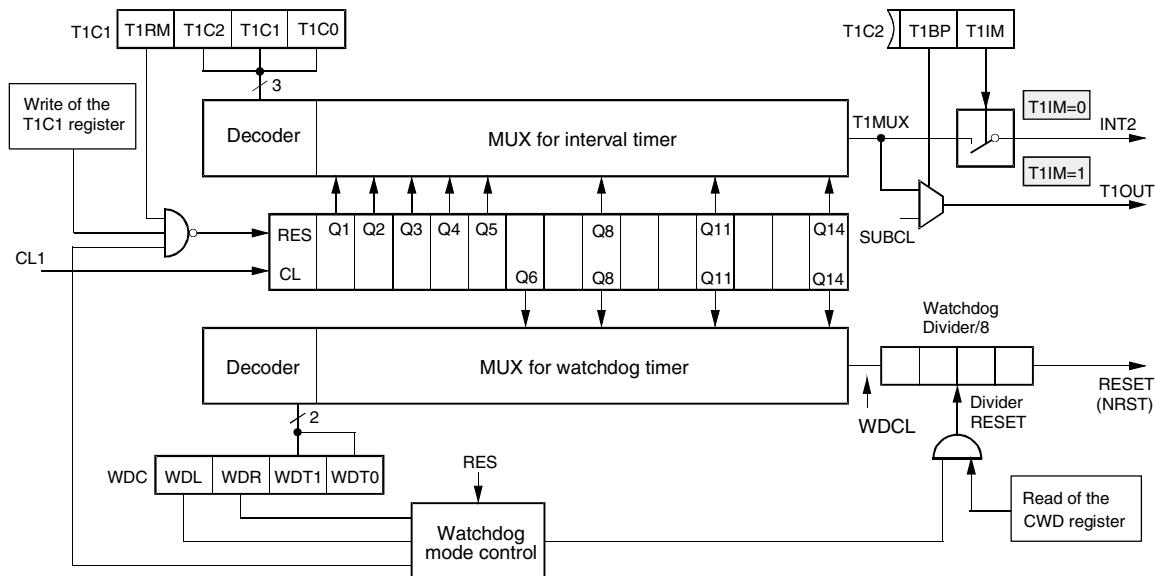 T1C1 T1RM T1C2 T1C1 T1C0
T1C2 T1BP T1IM
3
Write of the
T1C1 register
Decoder
MUX for interval timer
T1MUX
T1IM=0
INT2
T1IM=1
T1OUT
SUBCL
RES Q1 Q2 Q3 Q4 Q5 Q8 Q11 Q14
CL1
CL Q6 Q8 Q11 Q14
Watchdog
Divider/8
Decoder
MUX for watchdog timer
RESET
(NRST)
WDCL
Divider
RESET
2
WDC WDL WDR WDT1 WDT0
RES
Watchdog
mode control
Read of the
CWD register